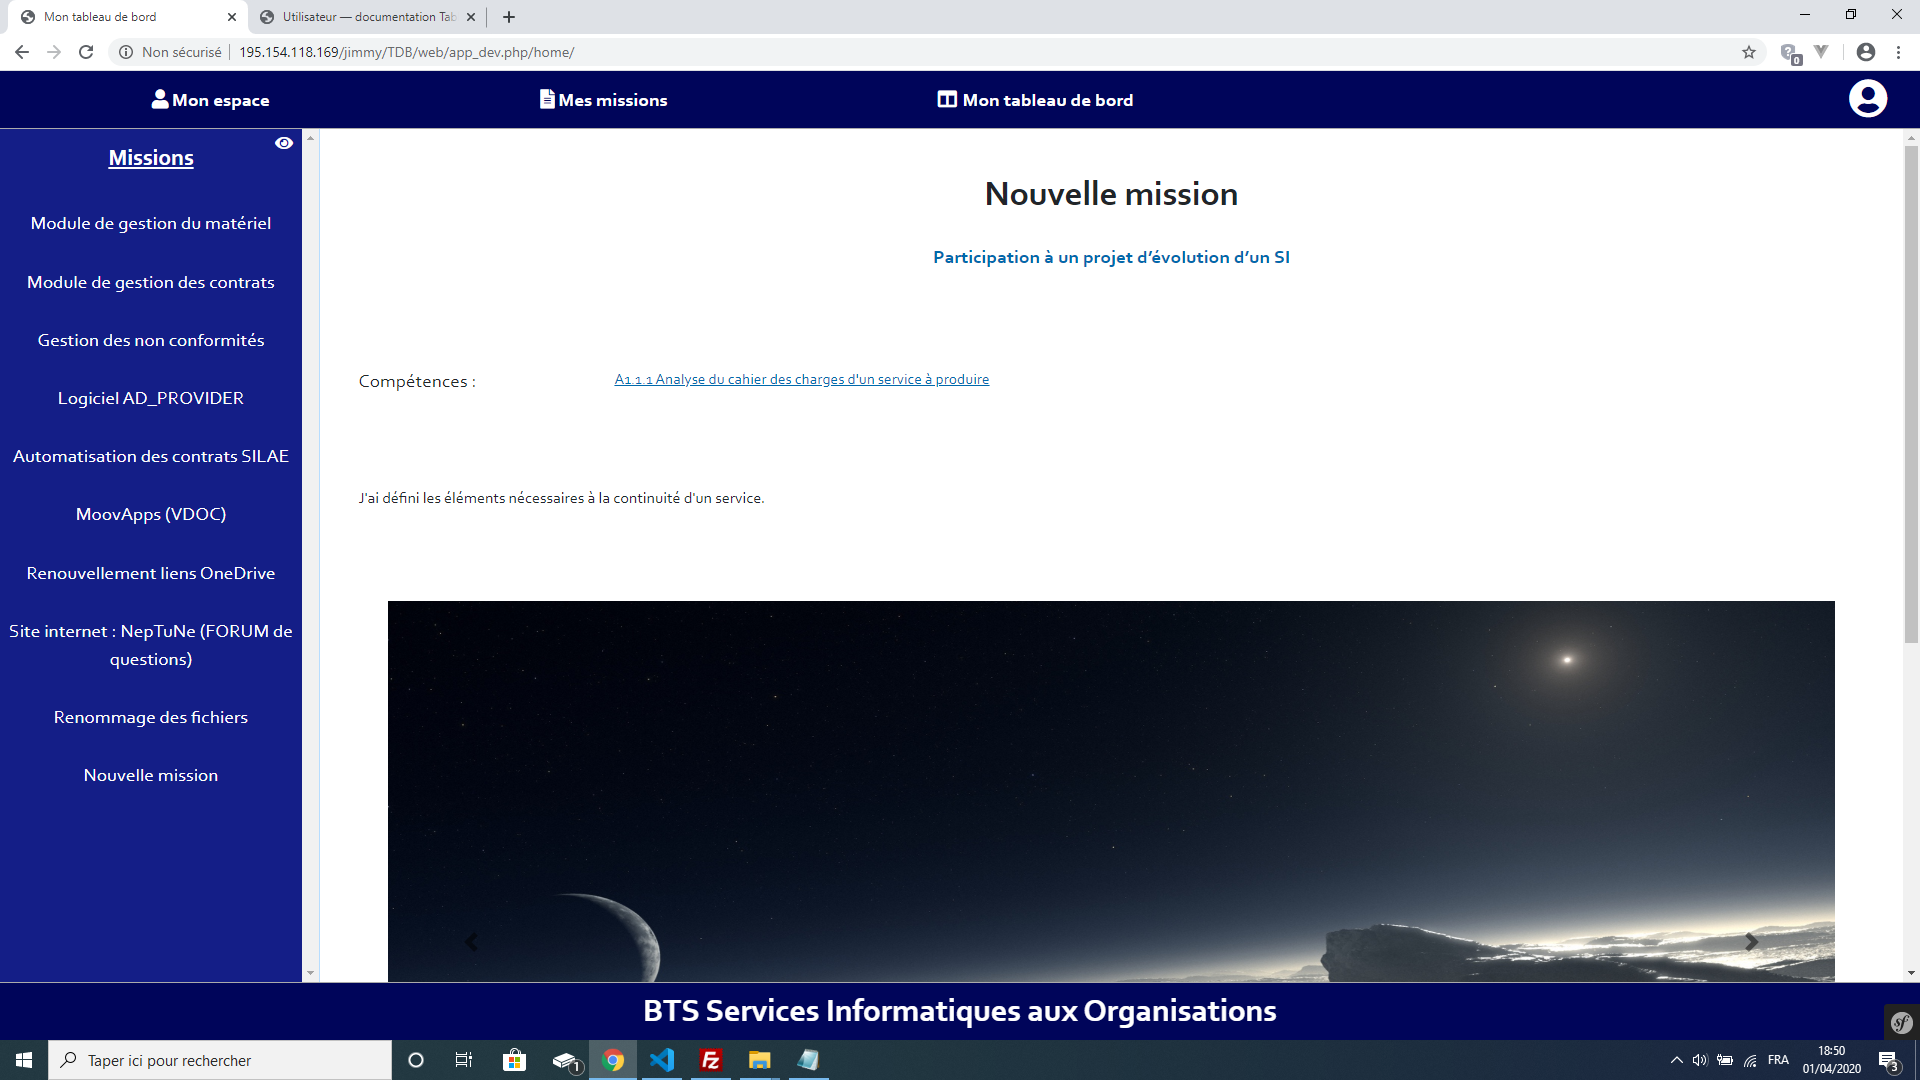 Mon tableau de bord
Utilisateur — documentation Tab
Non sécurisé
195.154.118.169/jimmy/TDB/web/app_dev.php/home/
0
Mon espace
Mes missions
Mon tableau de bord
Missions
Module de gestion du matériel
Module de gestion des contrats
Gestion des non conformités
Logiciel AD_PROVIDER
Automatisation des contrats SILAE
MoovApps (VDOC)
Renouvellement liens OneDrive
Site internet : NepTuNe (FORUM de
questions)
Renommage des fichiers
Nouvelle mission
Nouvelle mission
Participation à un projet d’évolution d’un SI
Compétences :
A1.1.1 Analyse du cahier des charges d'un service à produire
J'ai défini les éléments nécessaires à la continuité d'un service.
BTS Services Informatiques aux Organisations
sf
Taper ici pour rechercher
1
Fz
FRA
18:50
01/04/2020
3